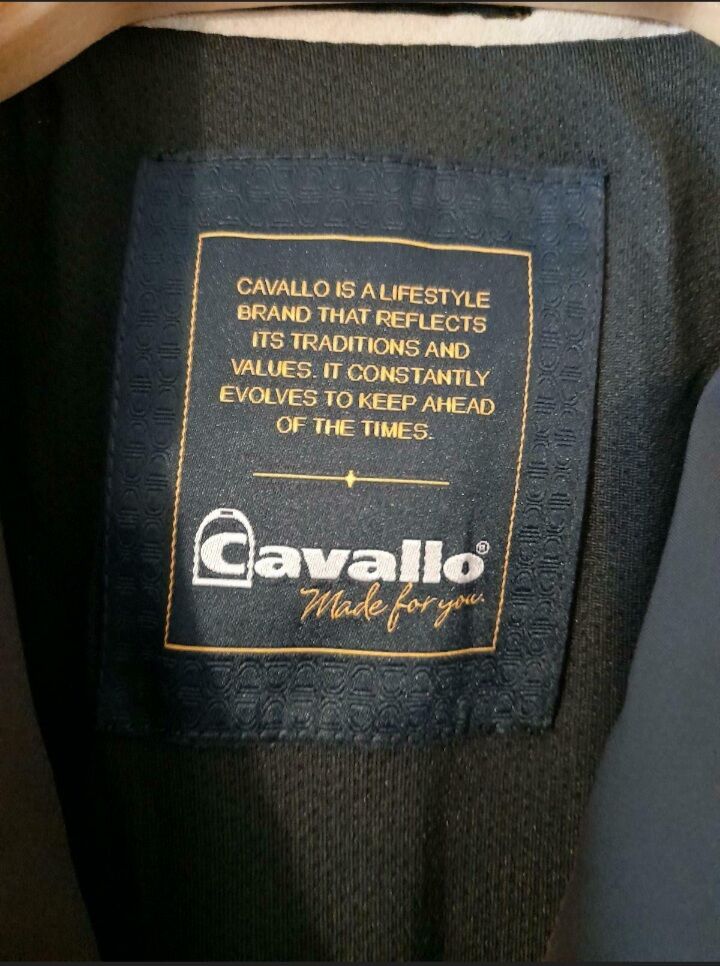 CAVALLO IS A LIFESTYLE
BRAND THAT REFLECTS
ITS TRADITIONS AND
VALUES. IT CONSTANTLY
EVOLVES TO KEEP AHEAD
OF THE TIMES.
Cavallo®
Made for you.